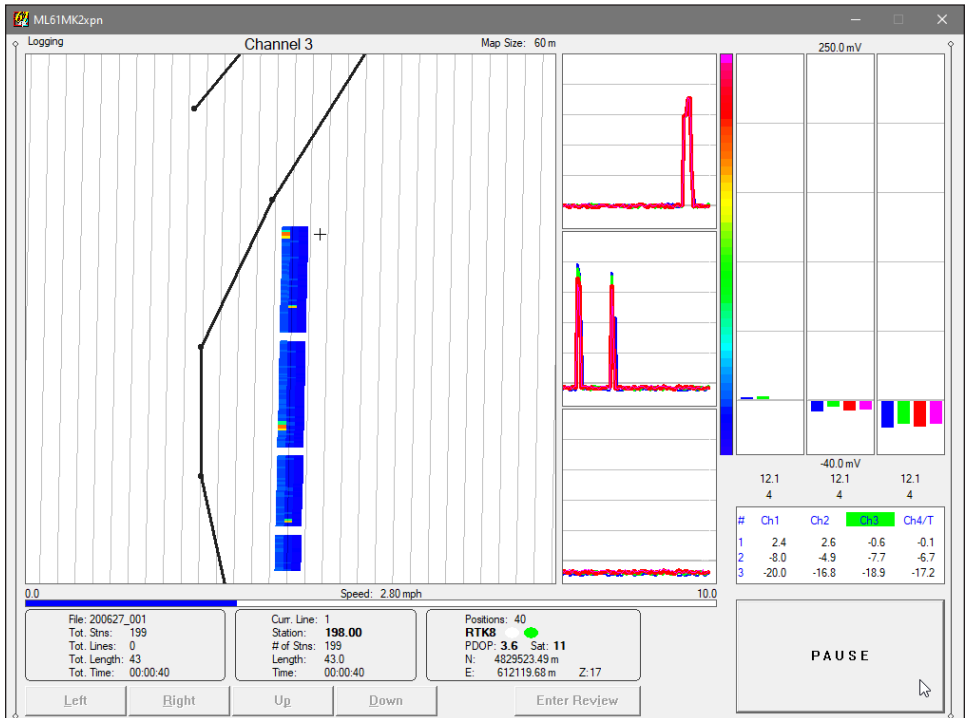 ML61MK2xpn
Logging
Channel 3
Map Size: 60 m
250.0 mV
-40.0 mV
12.1 12.1 12.1
4 4 4
# Ch1 Ch2 Ch3 Ch4/T
1 2.4 2.6 -0.6 -0.1
2 -8.0 -4.9 -7.7 -6.7
3 -20.0 -16.8 -18.9 -17.2
0.0 Speed: 2.80 mph 10.0
File: 200627_001
Tot. Stns: 199
Tot. Lines: 0
Tot. Length: 43
Tot. Time: 00:00:40
Curr. Line: 1
Station: 198.00
# of Stns: 199
Length: 43.0
Time: 00:00:40
Positions: 40
RTK8
PDOP: 3.6 Sat: 11
N: 4829523.49 m
E: 612119.68 m Z:17
PAUSE
Left Right Up Down Enter Review